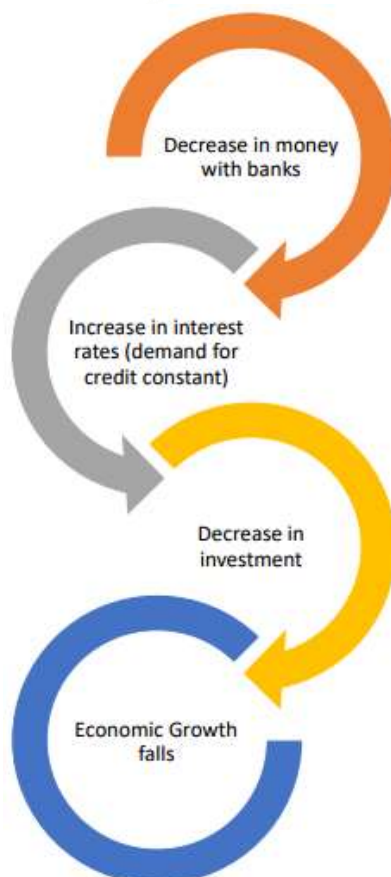 Decrease in money
with banks
Increase in interest
rates (demand for
credit constant)
Decrease in
investment
Economic Growth
falls